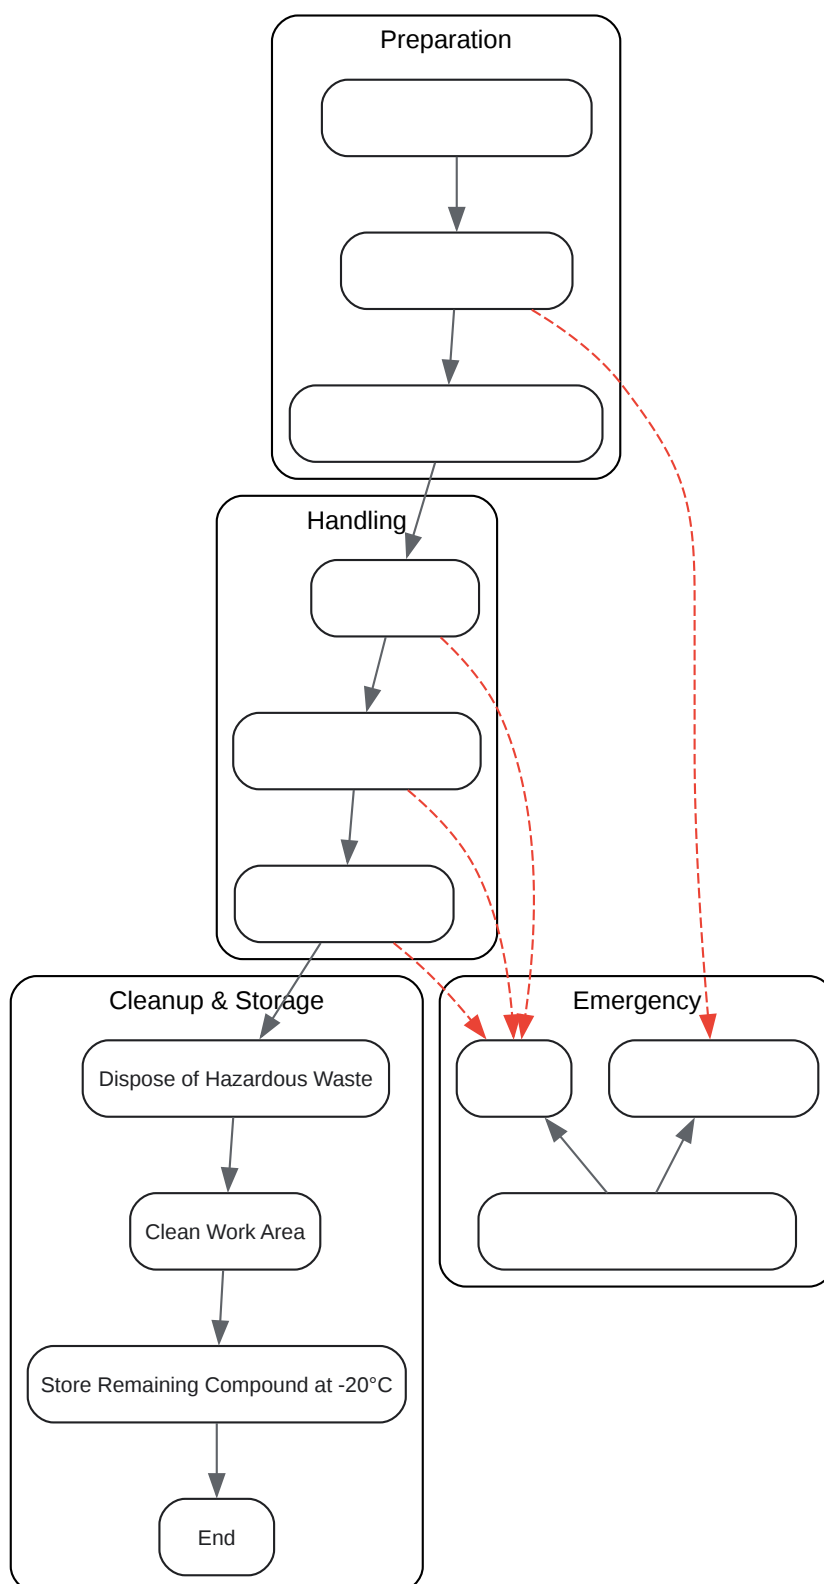 Preparation
Handling
Cleanup & Storage
Emergency
Dispose of Hazardous Waste
Clean Work Area
Store Remaining Compound at -20°C
End